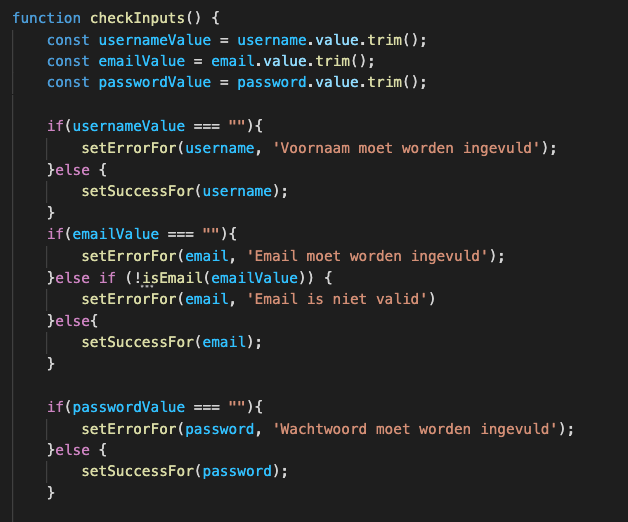 function checkInputs() {
    const usernameValue = username.value.trim();
    const emailValue = email.value.trim();
    const passwordValue = password.value.trim();

    if(usernameValue === ""){
        setErrorFor(username, 'Voornaam moet worden ingevuld');
    }else {
        setSuccessFor(username);
    }
    if(emailValue === ""){
        setErrorFor(email, 'Email moet worden ingevuld');
    }else if (!isEmail(emailValue)) {
        setErrorFor(email, 'Email is niet valid')
    }else{
        setSuccessFor(email);
    }

    if(passwordValue === ""){
        setErrorFor(password, 'Wachtwoord moet worden ingevuld');
    }else {
        setSuccessFor(password);
    }